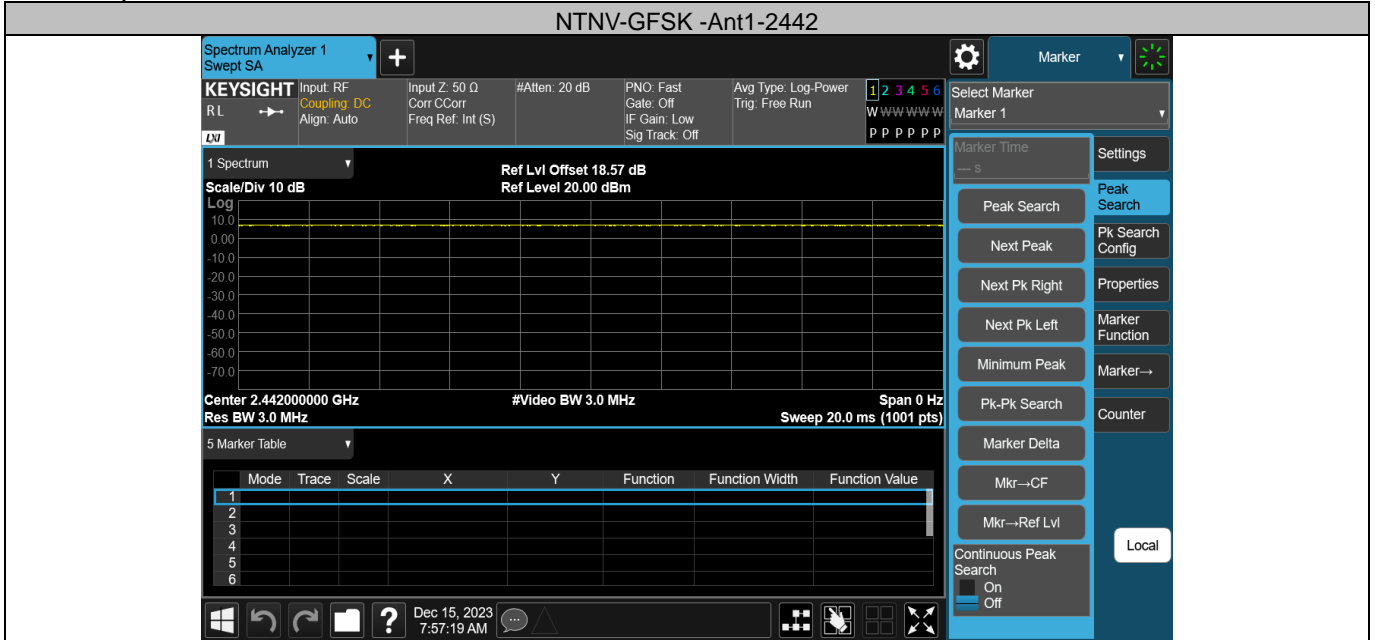 NTNV-GFSK -Ant1-2442
Spectrum Analyzer 1
Swept SA
+
Marker
KEYSIGHT
RL
LXI
Input: RF
Coupling: DC
Align: Auto
Input Z: 50 Ω
Corr CCorr
Freq Ref: Int (S)
#Atten: 20 dB
PNO: Fast
Gate: Off
IF Gain: Low
Sig Track: Off
Avg Type: Log-Power
Trig: Free Run
1 2 3 4 5 6
W W W W W W
P P P P P P
Select Marker
Marker 1
1 Spectrum
Ref Lvl Offset 18.57 dB
Scale/Div 10 dB
Ref Level 20.00 dBm
Log
10.0
0.00
-10.0
-20.0
-30.0
-40.0
-50.0
-60.0
-70.0
Center 2.442000000 GHz
#Video BW 3.0 MHz
Span 0 Hz
Res BW 3.0 MHz
Sweep 20.0 ms (1001 pts)
5 Marker Table
Mode Trace Scale X Y Function Function Width Function Value
1
2
3
4
5
6
Marker Time
--- s
Peak Search
Next Peak
Next Pk Right
Next Pk Left
Minimum Peak
Pk-Pk Search
Marker Delta
Mkr→CF
Mkr→Ref Lvl
Continuous Peak
Search
On
Off
Settings
Peak
Search
Pk Search
Config
Properties
Marker
Function
Marker→
Counter
Local
?
Dec 15, 2023
7:57:19 AM